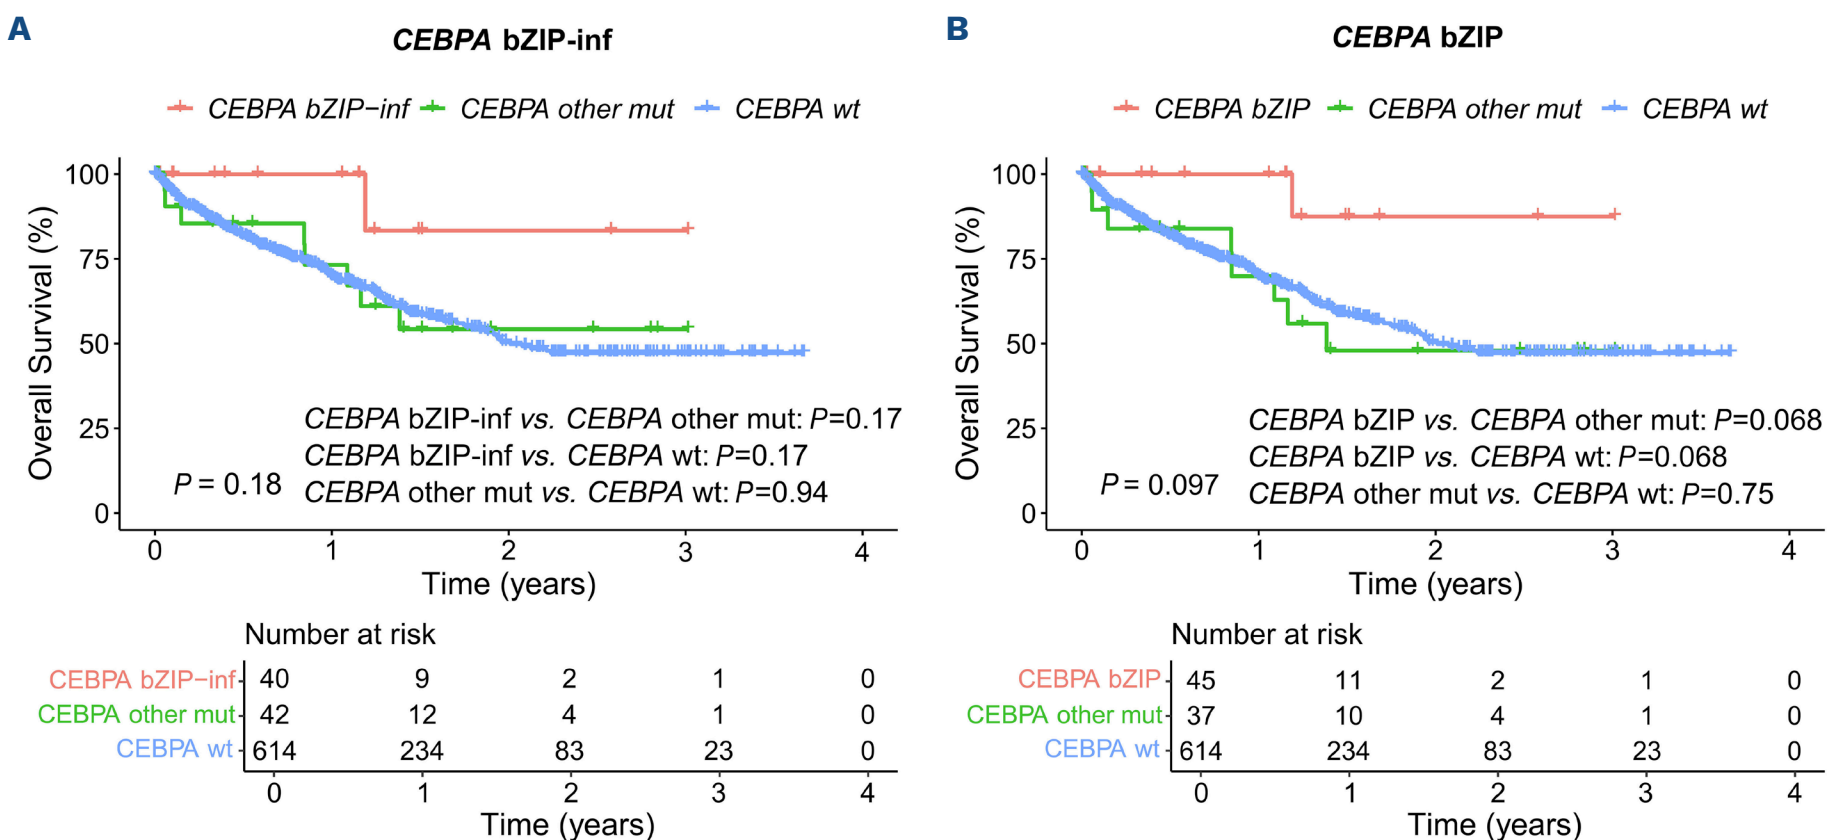 A
CEBPA bZIP-inf
CEBPA bZIP−inf CEBPA other mut CEBPA wt
Overall Survival (%)
100
75
50
25
0
CEBPA bZIP-inf vs. CEBPA other mut: P=0.17
CEBPA bZIP-inf vs. CEBPA wt: P=0.17
CEBPA other mut vs. CEBPA wt: P=0.94
P = 0.18
0 1 2 3 4
Time (years)
Number at risk
CEBPA bZIP−inf 40 9 2 1 0
CEBPA other mut 42 12 4 1 0
CEBPA wt 614 234 83 23 0
0 1 2 3 4
Time (years)
B
CEBPA bZIP
CEBPA bZIP CEBPA other mut CEBPA wt
Overall Survival (%)
100
75
50
25
0
CEBPA bZIP vs. CEBPA other mut: P=0.068
CEBPA bZIP vs. CEBPA wt: P=0.068
CEBPA other mut vs. CEBPA wt: P=0.75
P = 0.097
0 1 2 3 4
Time (years)
Number at risk
CEBPA bZIP 45 11 2 1 0
CEBPA other mut 37 10 4 1 0
CEBPA wt 614 234 83 23 0
0 1 2 3 4
Time (years)